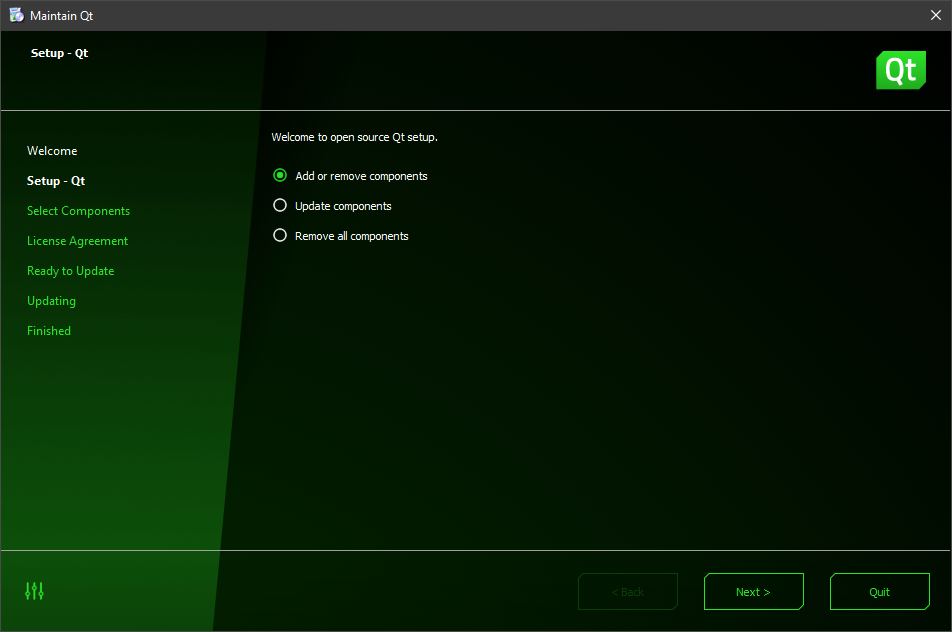 Maintain Qt
Setup - Qt
Qt
Welcome
Setup - Qt
Select Components
License Agreement
Ready to Update
Updating
Finished
Welcome to open source Qt setup.
Add or remove components
Update components
Remove all components
< Back
Next >
Quit